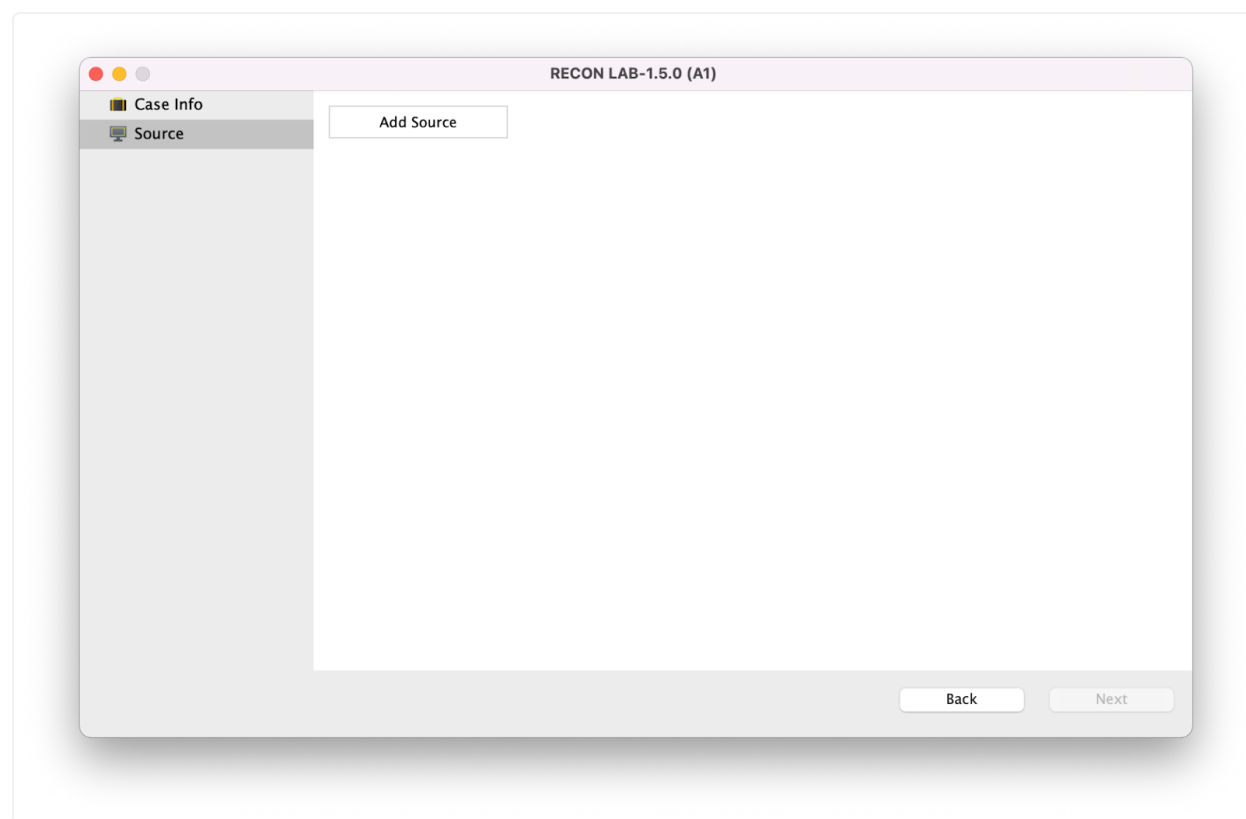 RECON LAB-1.5.0 (A1)
Case Info
Source
Add Source
Back
Next